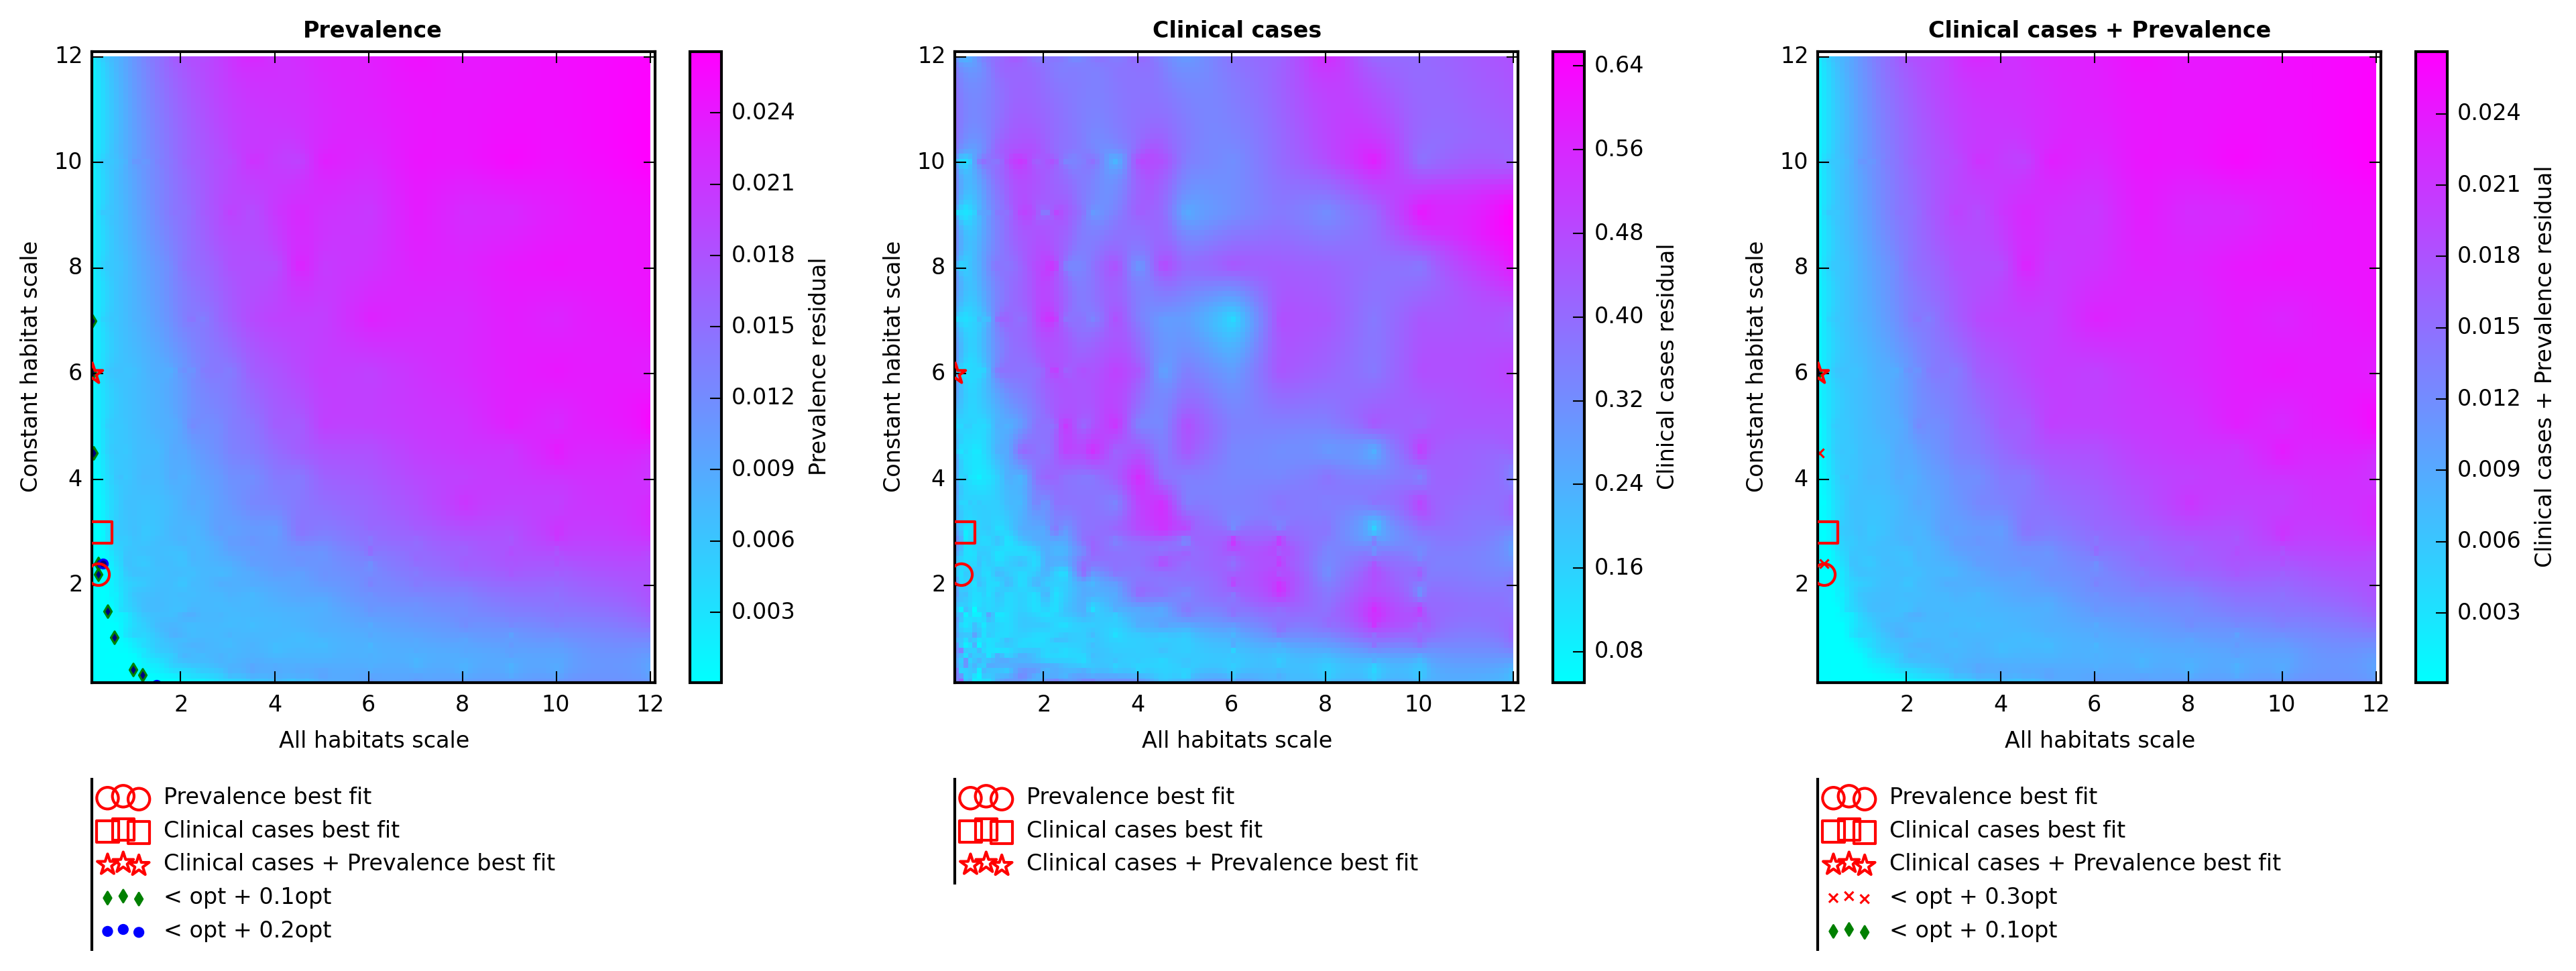 Prevalence
12
10
8
6
4
2
Constant habitat scale
2 4 6 8 10 12
All habitats scale
0.024
0.021
0.018
0.015
0.012
0.009
0.006
0.003
Prevalence residual
Prevalence best fit
Clinical cases best fit
Clinical cases + Prevalence best fit
< opt + 0.1opt
< opt + 0.2opt
Clinical cases
12
10
8
6
4
2
Constant habitat scale
2 4 6 8 10 12
All habitats scale
0.64
0.56
0.48
0.40
0.32
0.24
0.16
0.08
Clinical cases residual
Prevalence best fit
Clinical cases best fit
Clinical cases + Prevalence best fit
Clinical cases + Prevalence
12
10
8
6
4
2
Constant habitat scale
2 4 6 8 10 12
All habitats scale
0.024
0.021
0.018
0.015
0.012
0.009
0.006
0.003
Clinical cases + Prevalence residual
Prevalence best fit
Clinical cases best fit
Clinical cases + Prevalence best fit
< opt + 0.3opt
< opt + 0.1opt